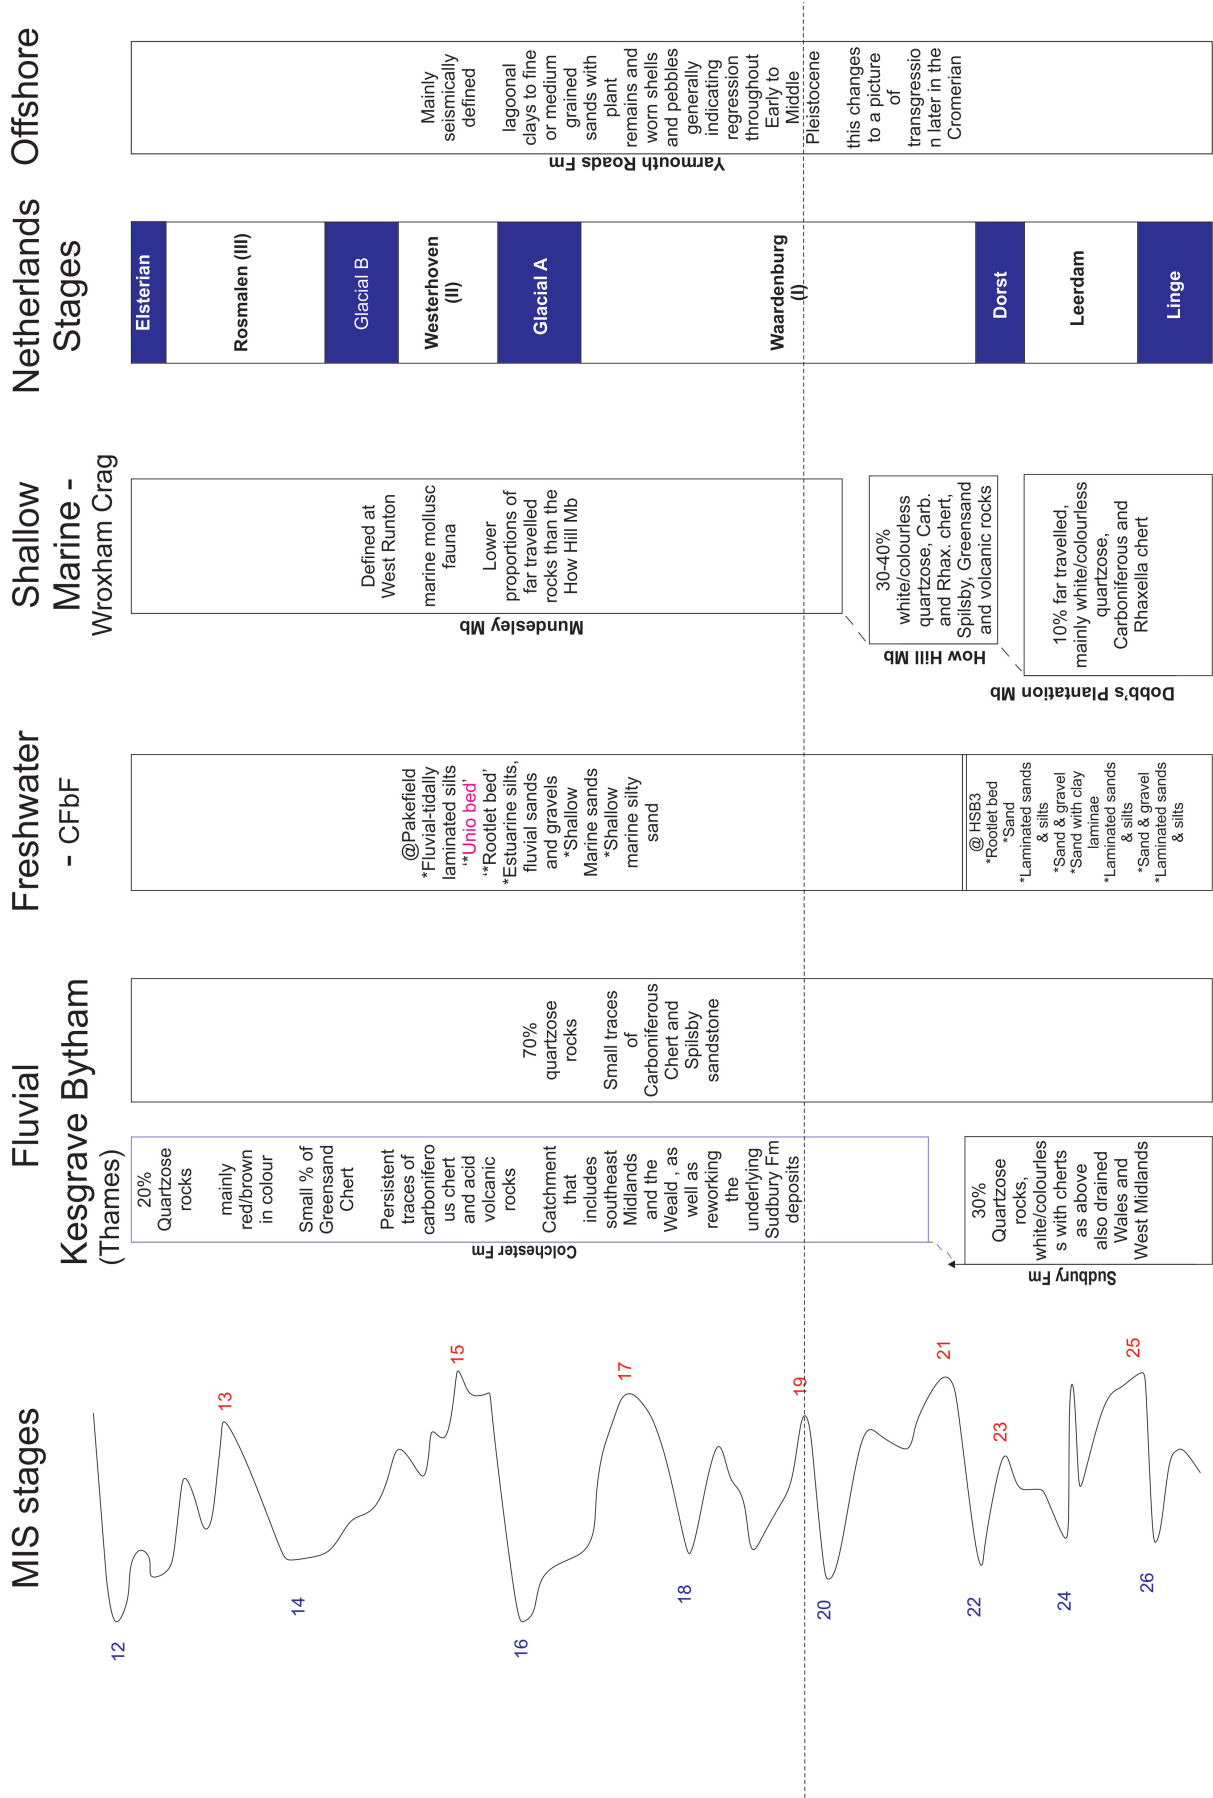 MIS stages
12
13
14
15
16
17
18
19
20
21
22
23
24
25
26
Fluvial
Kesgrave Bytham
(Thames)
Colchester Fm
20%
Quartzose
rocks
mainly
red/brown
in colour
Small % of
Greensand
Chert
Persistent
traces of
carbonifero
us chert
and acid
volcanic
rocks
Catchment
that
includes
southeast
Midlands
and the
Weald , as
well as
reworking
the
underlying
Sudbury Fm
deposits
Sudbury Fm
30%
Quartzose
rocks,
white/colourles
s with cherts
as above
also drained
Wales and
West Midlands
70%
quartzose
rocks
Small traces
of
Carboniferous
Chert and
Spilsby
sandstone
Freshwater
- CFbF
@Pakefield
*Fluvial-tidally
laminated silts
‘*Unio bed’
‘*Rootlet bed’
*Estuarine silts,
fluvial sands
and gravels
*Shallow
Marine sands
*Shallow
marine silty
sand
@ HSB3
*Rootlet bed
*Sand
*Laminated sands
& silts
*Sand & gravel
*Sand with clay
laminae
*Laminated sands
& silts
*Sand & gravel
*Laminated sands
& silts
Shallow
Marine -
Wroxham Crag
Mundesley Mb
Defined at
West Runton
marine mollusc
fauna
Lower
proportions of
far travelled
rocks than the
How Hill Mb
How Hill Mb
30-40%
white/colourless
quartzose, Carb.
and Rhax. chert,
Spilsby, Greensand
and volcanic rocks
Dobb’s Plantation Mb
10% far travelled,
mainly white/colourless
quartzose,
Carboniferous and
Rhaxella chert
Netherlands
Stages
Elsterian
Rosmalen (III)
Glacial B
Westerhoven
(II)
Glacial A
Waardenburg
(I)
Dorst
Leerdam
Linge
Offshore
Yarmouth Roads Fm
Mainly
seismically
defined
lagoonal
clays to fine
or medium
grained
sands with
plant
remains and
worn shells
and pebbles
generally
indicating
regression
throughout
Early to
Middle
Pleistocene
this changes
to a picture
of
transgressio
n later in the
Cromerian